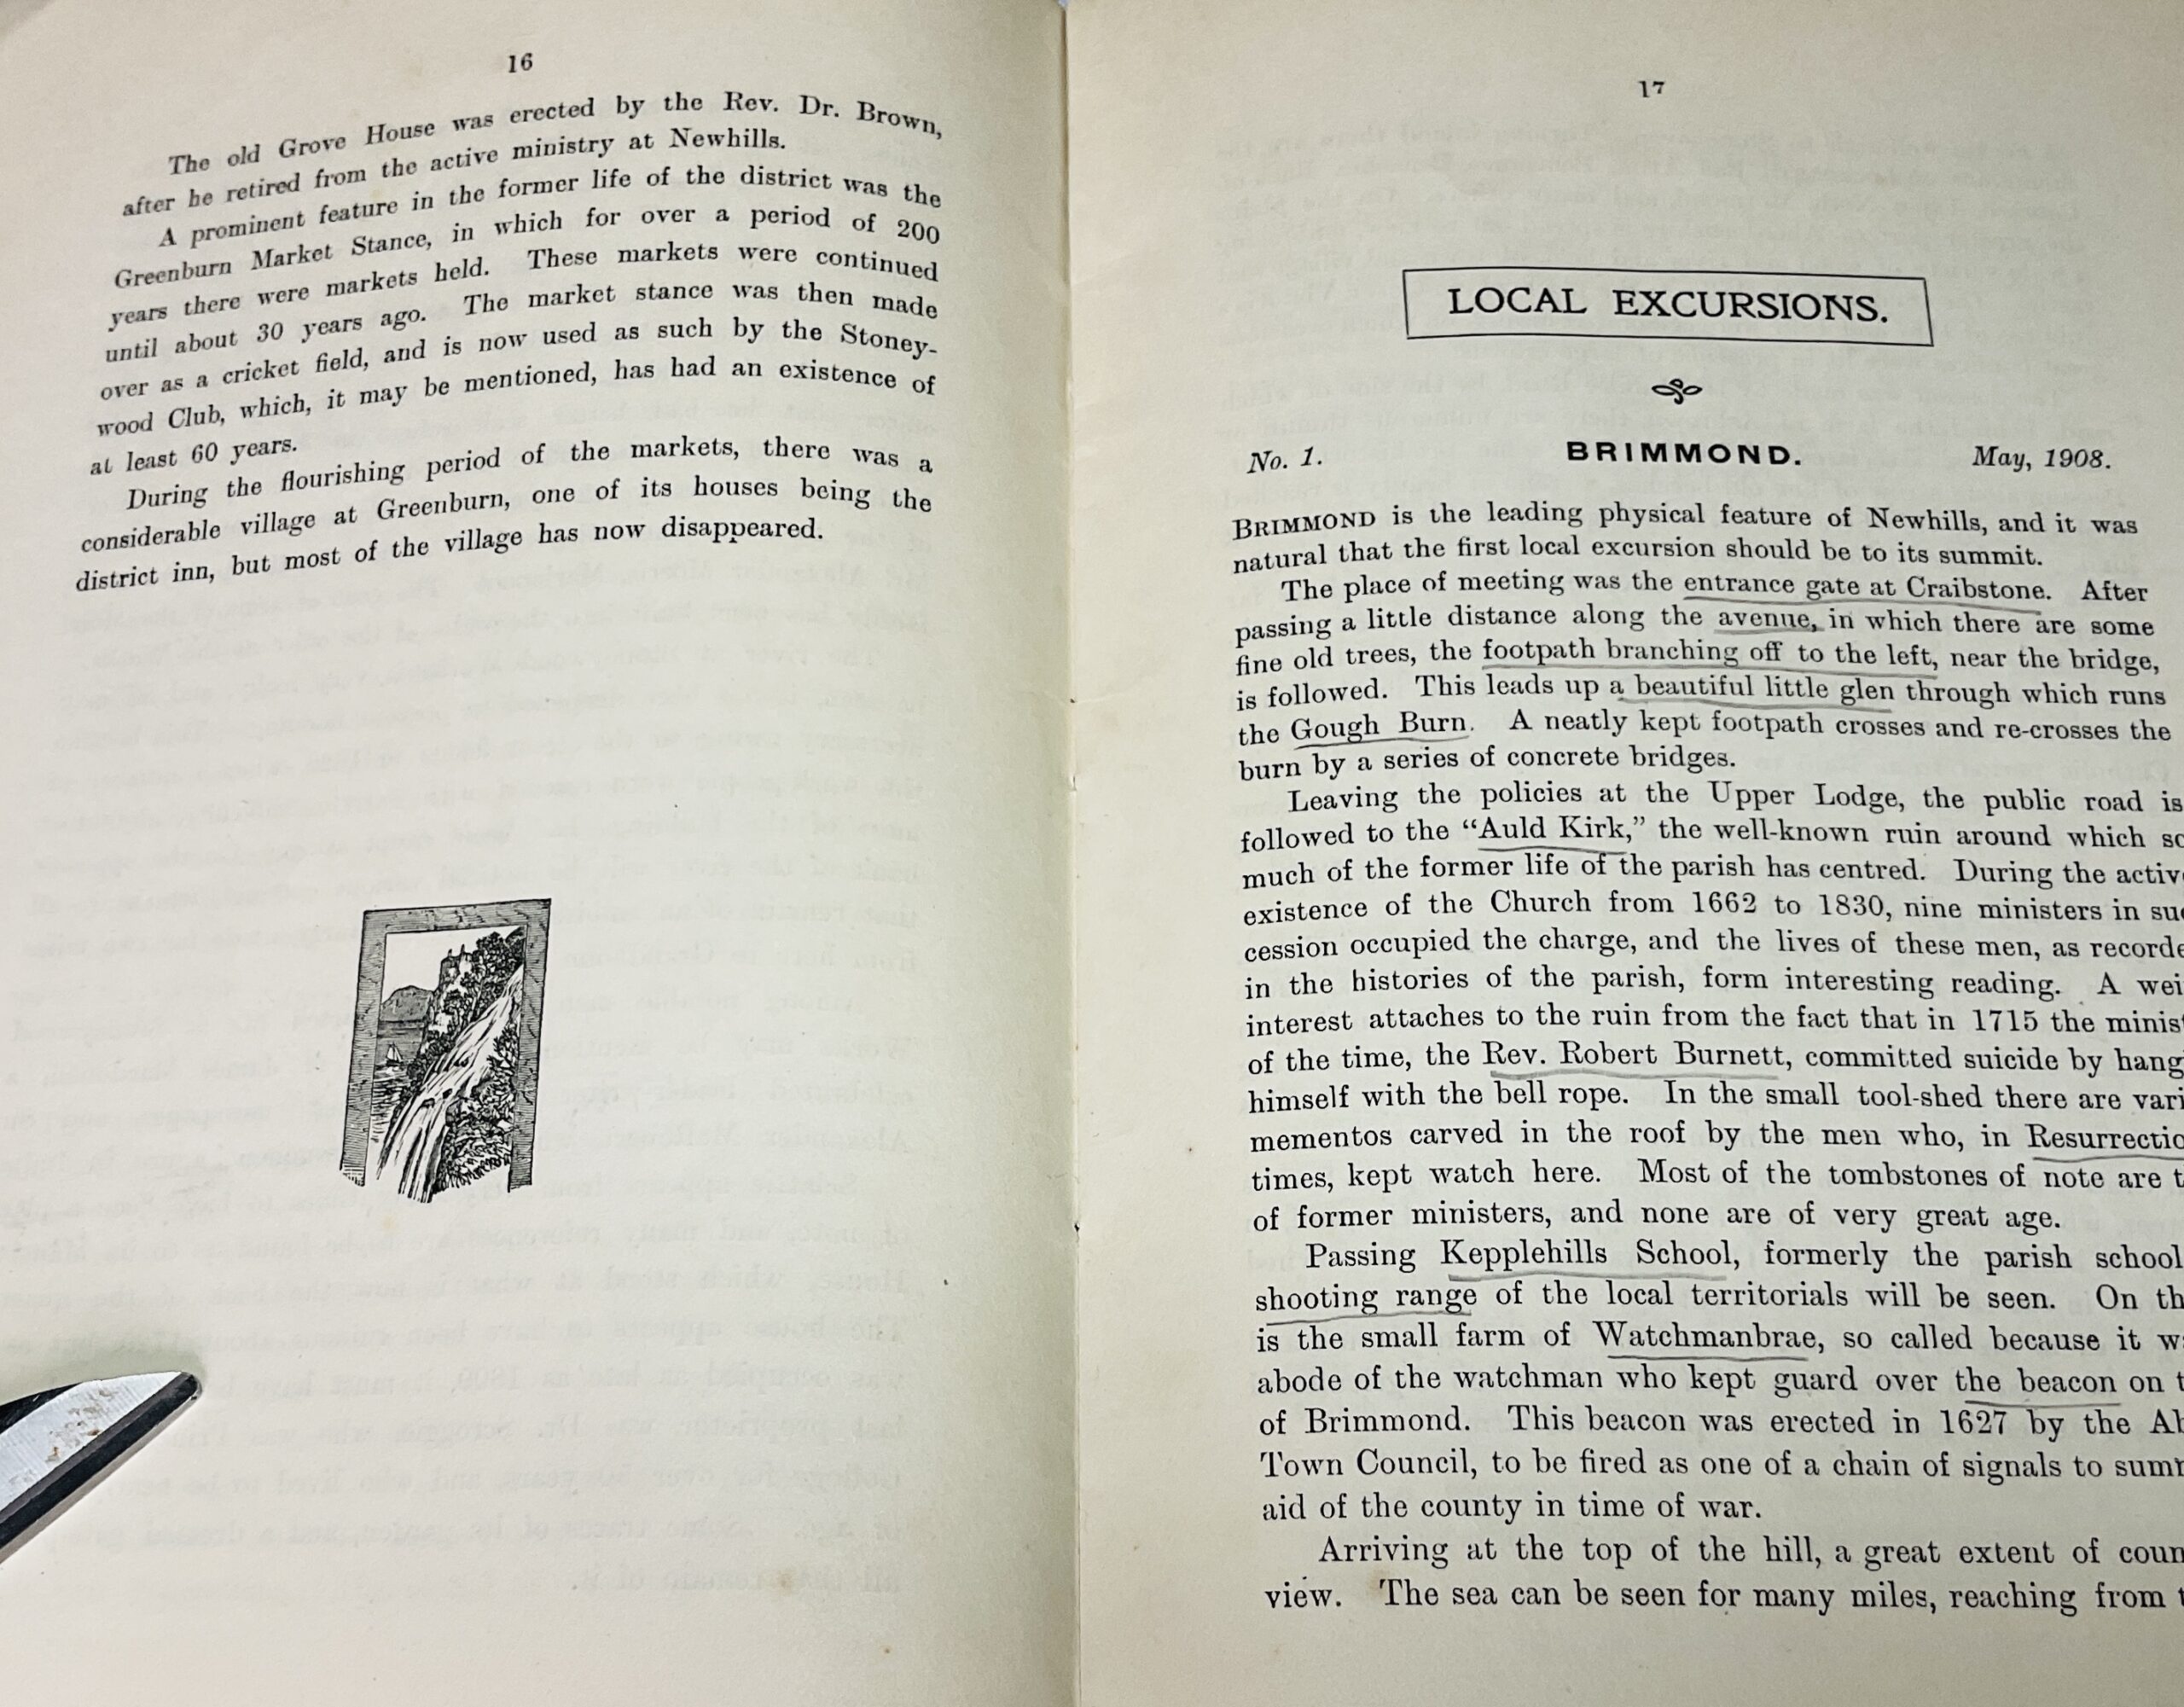 16
The old Grove House was erected by the Rev. Dr. Brown,
after he retired from the active ministry at Newhills.
A prominent feature in the former life of the district was the
Greenburn Market Stance, in which for over a period of 200
years there were markets held. These markets were continued
until about 30 years ago. The market stance was then made
over as a cricket field, and is now used as such by the Stoney-
wood Club, which, it may be mentioned, has had an existence of
at least 60 years.
During the flourishing period of the markets, there was a
considerable village at Greenburn, one of its houses being the
district inn, but most of the village has now disappeared.
17
LOCAL EXCURSIONS.
No. 1. BRIMMOND. May, 1908.
BRIMMOND is the leading physical feature of Newhills, and it was
natural that the first local excursion should be to its summit.
The place of meeting was the entrance gate at Craibstone. After
passing a little distance along the avenue, in which there are some
fine old trees, the footpath branching off to the left, near the bridge,
is followed. This leads up a beautiful little glen through which runs
the Gough Burn. A neatly kept footpath crosses and re-crosses the
burn by a series of concrete bridges.
Leaving the policies at the Upper Lodge, the public road is
followed to the "Auld Kirk," the well-known ruin around which so
much of the former life of the parish has centred. During the activ
existence of the Church from 1662 to 1830, nine ministers in su
cession occupied the charge, and the lives of these men, as recorde
in the histories of the parish, form interesting reading. A wei
interest attaches to the ruin from the fact that in 1715 the minist
of the time, the Rev. Robert Burnett, committed suicide by hang
himself with the bell rope. In the small tool-shed there are vari
mementos carved in the roof by the men who, in Resurrectio
times, kept watch here. Most of the tombstones of note are t
of former ministers, and none are of very great age.
Passing Kepplehills School, formerly the parish school
shooting range of the local territorials will be seen. On th
is the small farm of Watchmanbrae, so called because it w
abode of the watchman who kept guard over the beacon on t
of Brimmond. This beacon was erected in 1627 by the Ab
Town Council, to be fired as one of a chain of signals to summ
aid of the county in time of war.
Arriving at the top of the hill, a great extent of coun
view. The sea can be seen for many miles, reaching from t